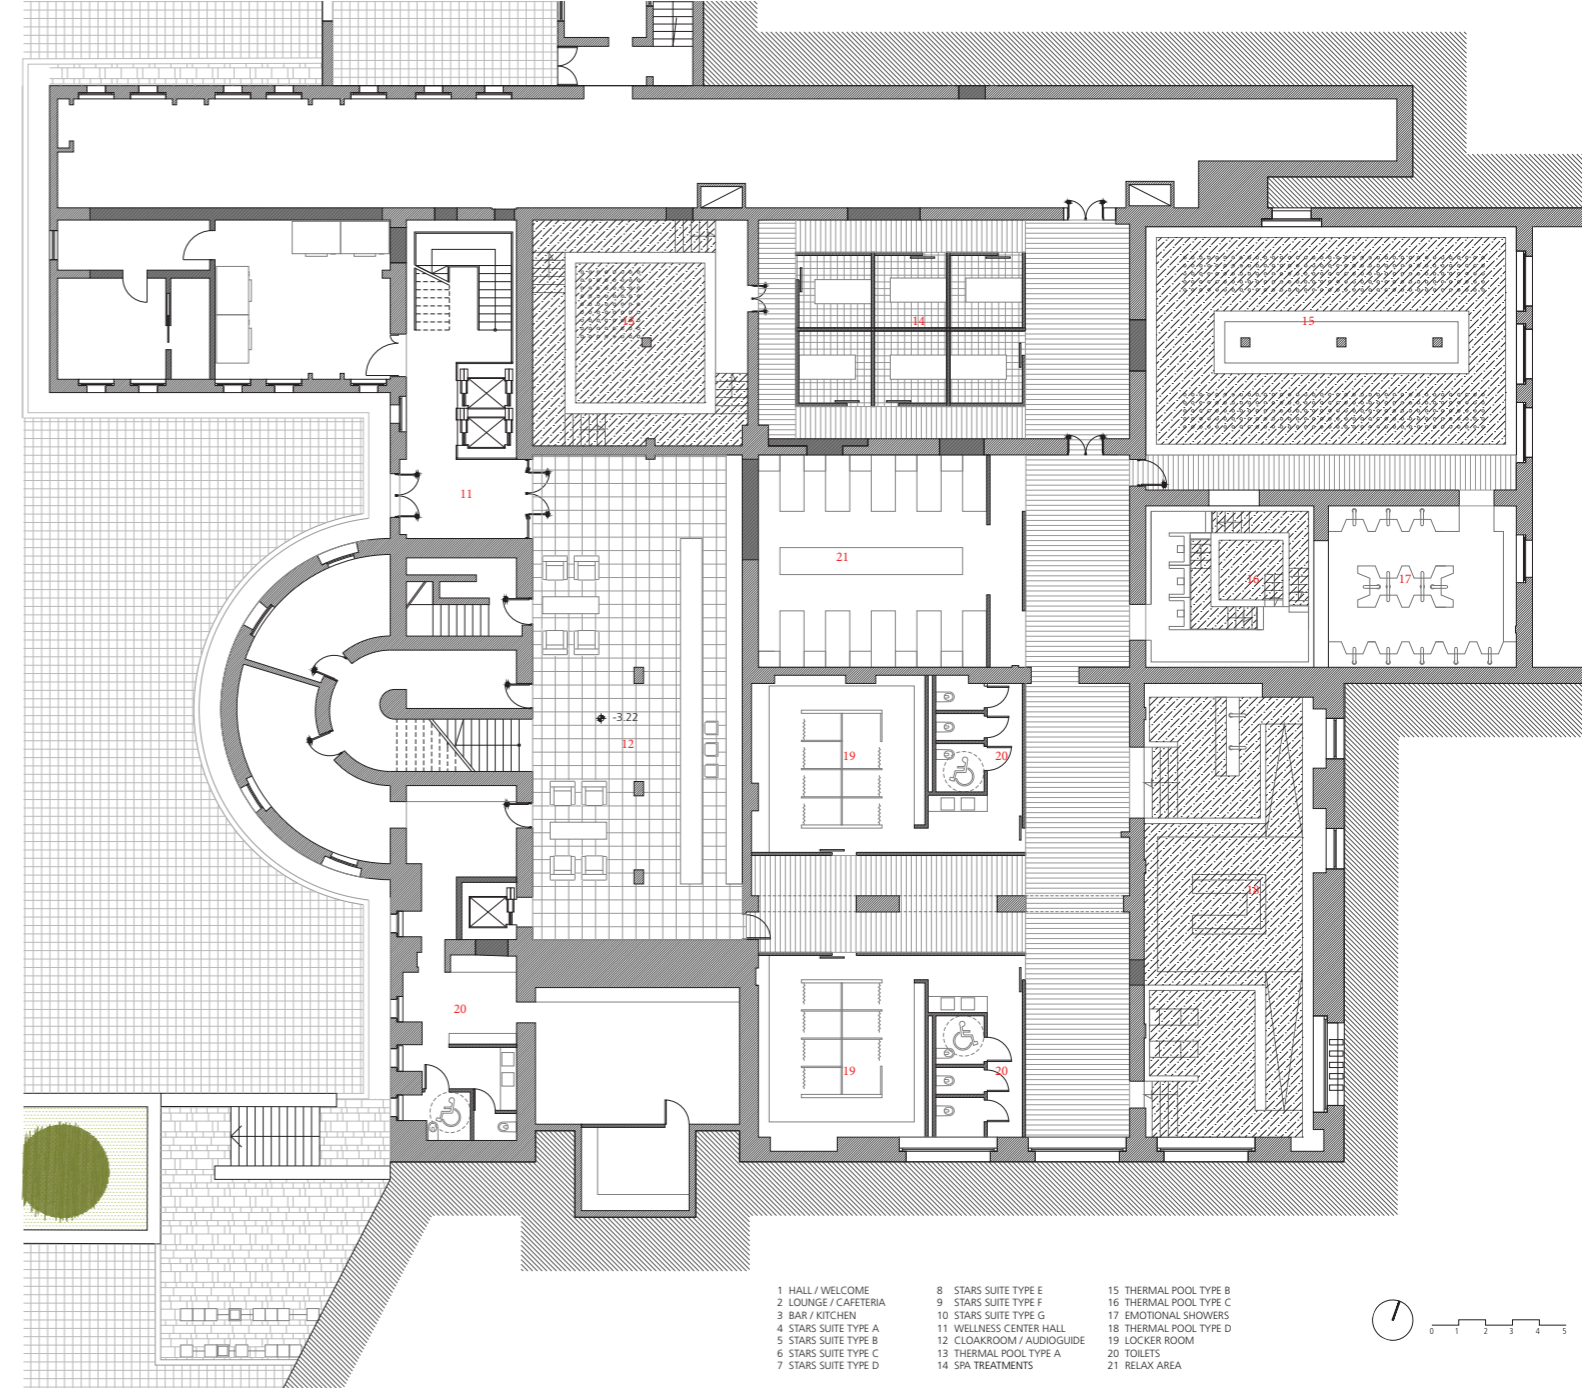 13
14
15
11
21
16
17
-3.22
12
19
20
18
20
19
20
1 HALL / WELCOME
2 LOUNGE / CAFETERIA
3 BAR / KITCHEN
4 STARS SUITE TYPE A
5 STARS SUITE TYPE B
6 STARS SUITE TYPE C
7 STARS SUITE TYPE D
8 STARS SUITE TYPE E
9 STARS SUITE TYPE F
10 STARS SUITE TYPE G
11 WELLNESS CENTER HALL
12 CLOAKROOM / AUDIOGUIDE
13 THERMAL POOL TYPE A
14 SPA TREATMENTS
15 THERMAL POOL TYPE B
16 THERMAL POOL TYPE C
17 EMOTIONAL SHOWERS
18 THERMAL POOL TYPE D
19 LOCKER ROOM
20 TOILETS
21 RELAX AREA
0 1 2 3 4 5